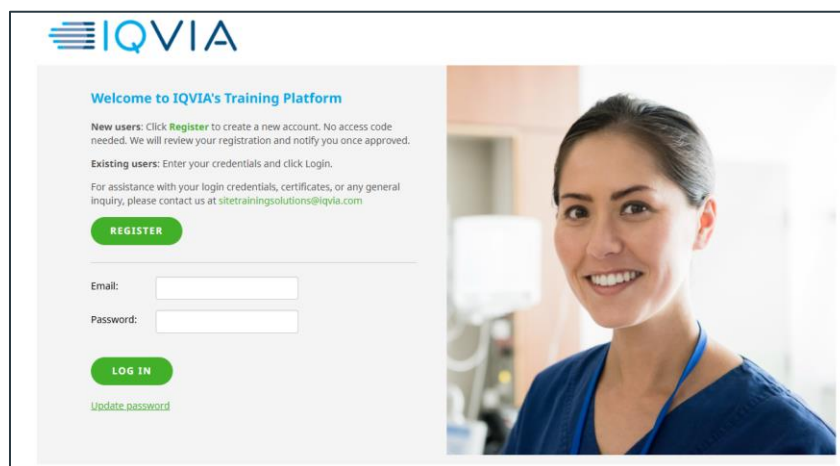 IQVIA
Welcome to IQVIA's Training Platform
New users: Click Register to create a new account. No access code
needed. We will review your registration and notify you once approved.
Existing users: Enter your credentials and click Login.
For assistance with your login credentials, certificates, or any general
inquiry, please contact us at sitetrainingsolutions@iqvia.com
REGISTER
Email:
Password:
LOG IN
Update password